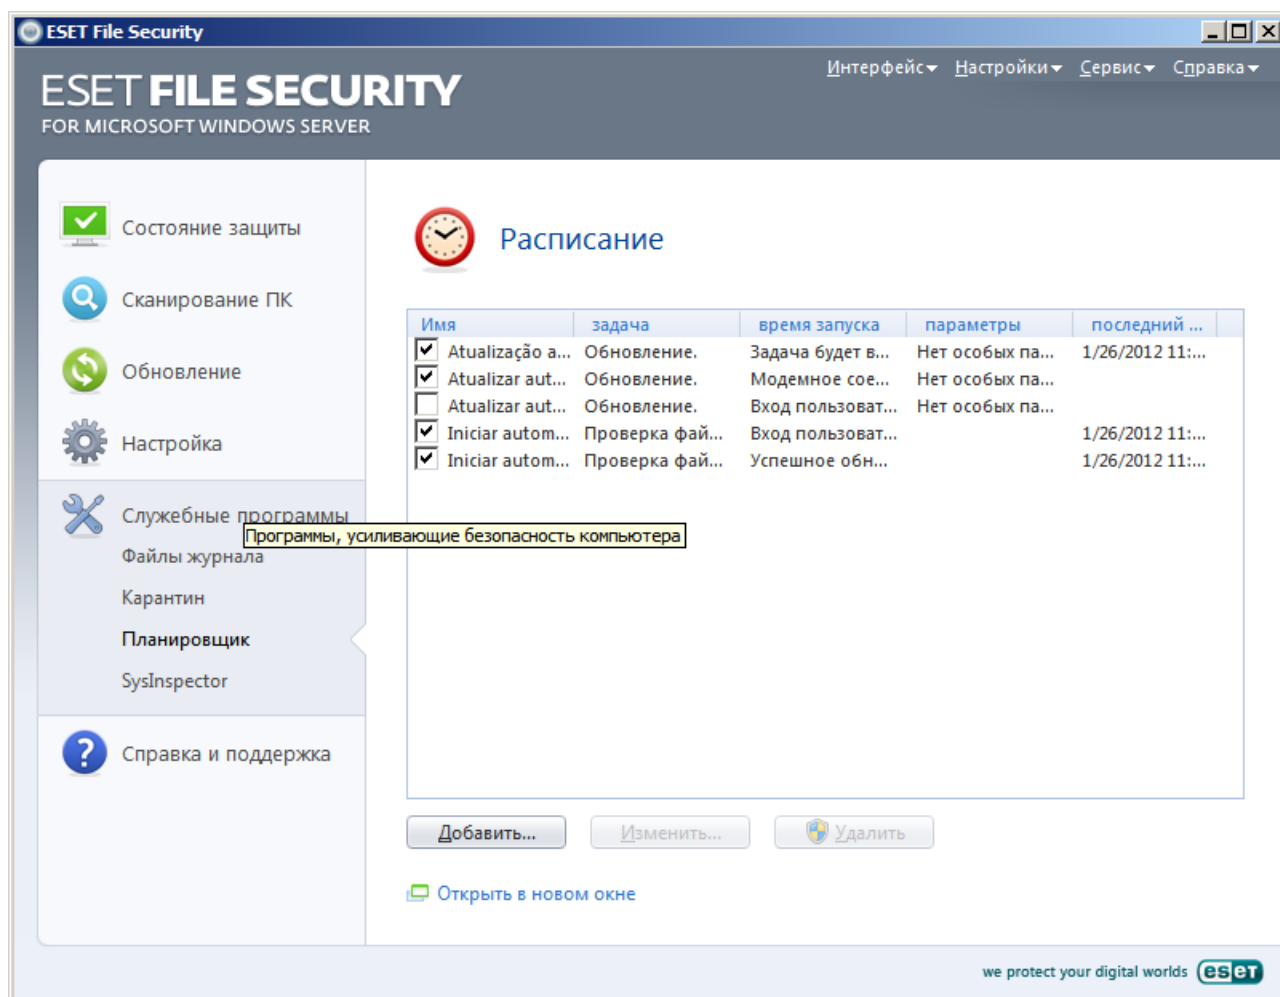 ESET File Security
ESET FILE SECURITY
FOR MICROSOFT WINDOWS SERVER
Интерфейс Настройки Сервис Справка
Состояние защиты
Сканирование ПК
Обновление
Настройка
Служебные программы
Программы, усиливающие безопасность компьютера
Файлы журнала
Карантин
Планировщик
SysInspector
Справка и поддержка
Расписание
Имя задача время запуска параметры последний ...
Atualização a... Обновление. Задача будет в... Нет особых па... 1/26/2012 11:...
Atualizar aut... Обновление. Модемное сое... Нет особых па...
Atualizar aut... Обновление. Вход пользоват... Нет особых па...
Iniciar autom... Проверка фай... Вход пользоват... 1/26/2012 11:...
Iniciar autom... Проверка фай... Успешное обн... 1/26/2012 11:...
Добавить... Изменить... Удалить
Открыть в новом окне
we protect your digital worlds eset